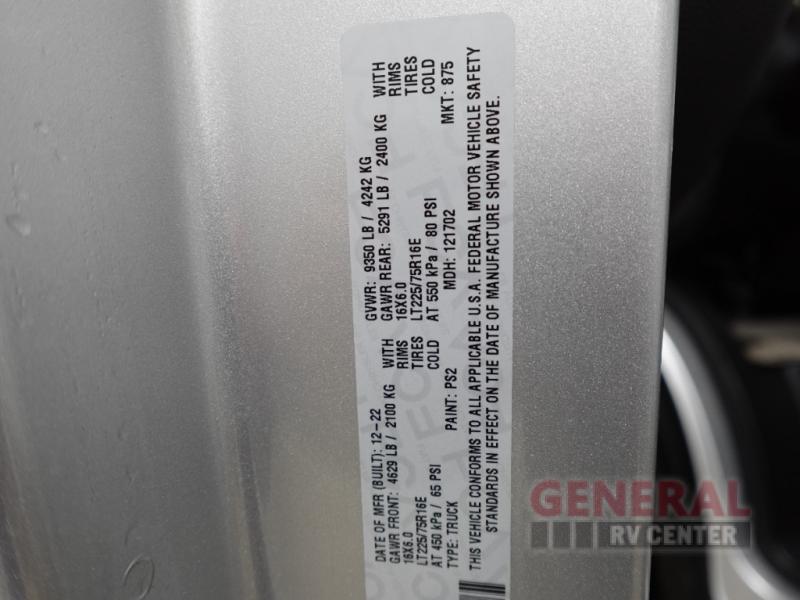 DATE OF MFR (BUILT): 12-22 GVWR: 9350 LB / 4242 KG
GAWR FRONT: 4629 LB / 2100 KG WITH GAWR REAR: 5291 LB / 2400 KG WITH
16X6.0 RIMS 16X6.0 RIMS
LT225/75R16E TIRES LT225/75R16E TIRES
AT 450 kPa / 65 PSI COLD AT 550 kPa / 80 PSI COLD
TYPE: TRUCK PAINT: PS2 MDH: 121702 MKT: 875
THIS VEHICLE CONFORMS TO ALL APPLICABLE U.S.A. FEDERAL MOTOR VEHICLE SAFETY
STANDARDS IN EFFECT ON THE DATE OF MANUFACTURE SHOWN ABOVE.
GENERAL
RV CENTER